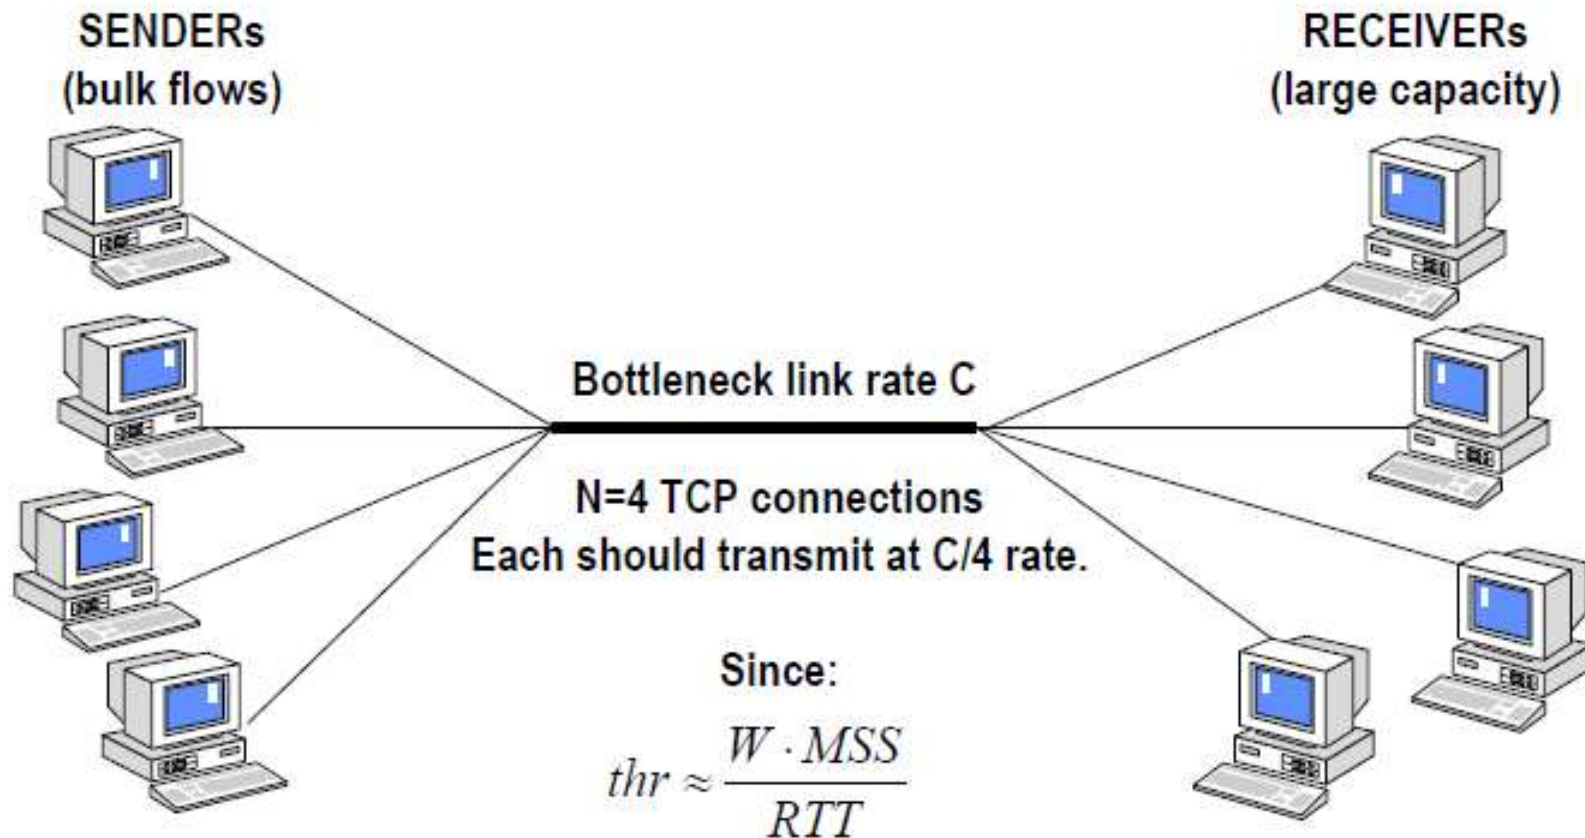 SENDERs
(bulk flows)
RECEIVERs
(large capacity)
Bottleneck link rate C
N=4 TCP connections
Each should transmit at C/4 rate.
Since:
thr ≈ W · MSS / RTT